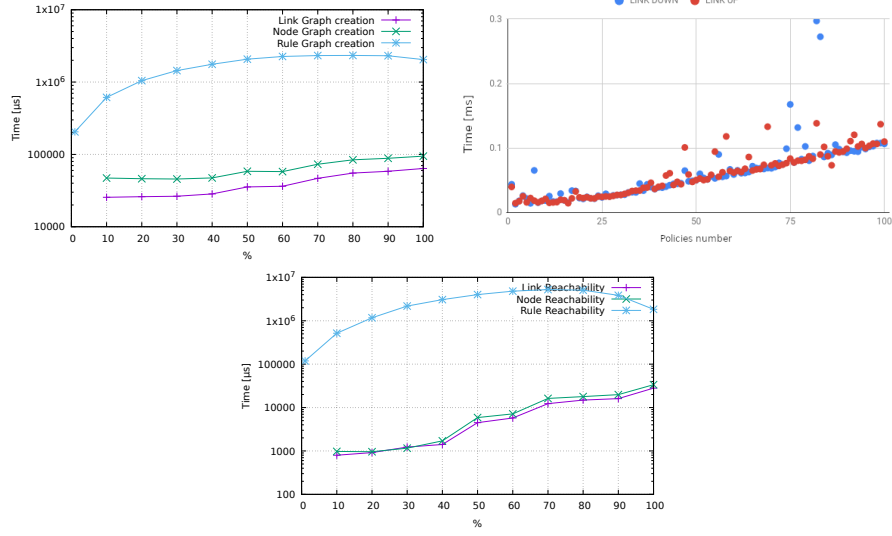 1x10^7
1x10^6
100000
10000
Time [µs]
0 10 20 30 40 50 60 70 80 90 100
%
Link Graph creation
Node Graph creation
Rule Graph creation
LINK DOWN LINK UP
0.3
0.2
0.1
0
Time [ms]
25 50 75 100
Policies number
1x10^7
1x10^6
100000
10000
1000
100
Time [µs]
0 10 20 30 40 50 60 70 80 90 100
%
Link Reachability
Node Reachability
Rule Reachability